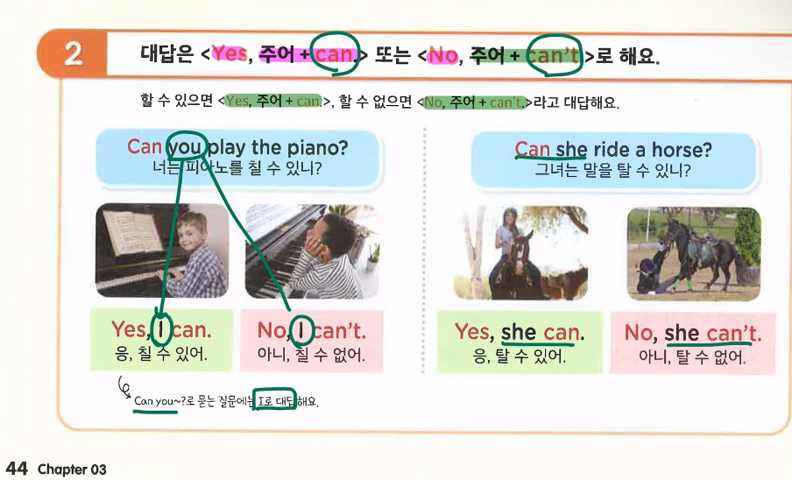 2 대답은 <Yes, 주어 + can.> 또는 <No, 주어 + can't>로 해요.
할 수 있으면 <Yes, 주어 + can.>, 할 수 없으면 <No, 주어 + can't.>라고 대답해요.
Can you play the piano?
너는 피아노를 칠 수 있니?
Yes, I can.
응, 칠 수 있어.
No, I can't.
아니, 칠 수 없어.
Can you~?로 묻는 질문에는 I로 대답해요.
Can she ride a horse?
그녀는 말을 탈 수 있니?
Yes, she can.
응, 탈 수 있어.
No, she can't.
아니, 탈 수 없어.
44 Chapter 03